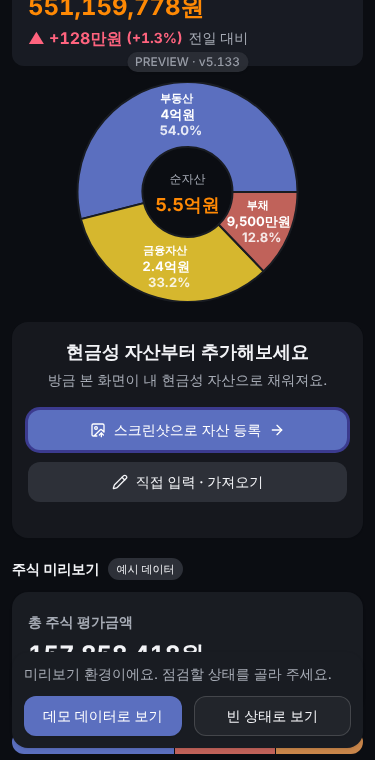 551,159,778원
▲ +128만원 (+1.3%) 전일 대비
PREVIEW · v5.133
부동산
4억원
54.0%
순자산
5.5억원
부채
9,500만원
12.8%
금융자산
2.4억원
33.2%
현금성 자산부터 추가해보세요
방금 본 화면이 내 현금성 자산으로 채워져요.
스크린샷으로 자산 등록 →
직접 입력 · 가져오기
주식 미리보기 예시 데이터
총 주식 평가금액
미리보기 환경이에요. 점검할 상태를 골라 주세요.
데모 데이터로 보기 빈 상태로 보기